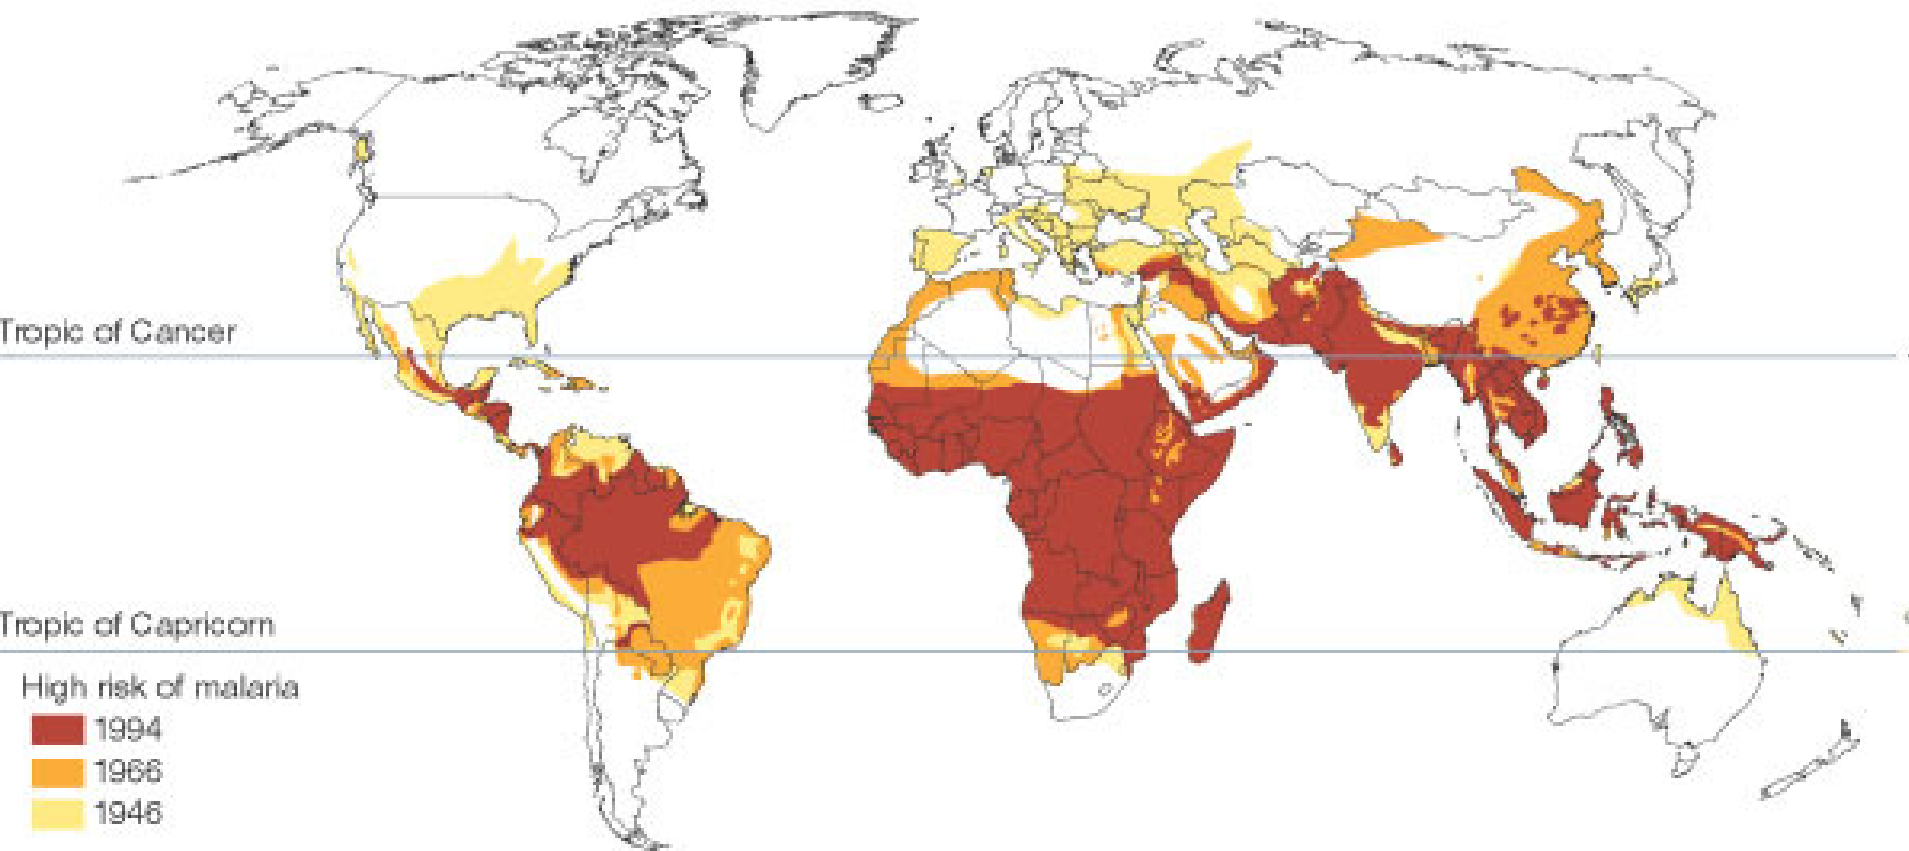 Tropic of Cancer
Tropic of Capricorn
High risk of malaria
1994
1966
1946